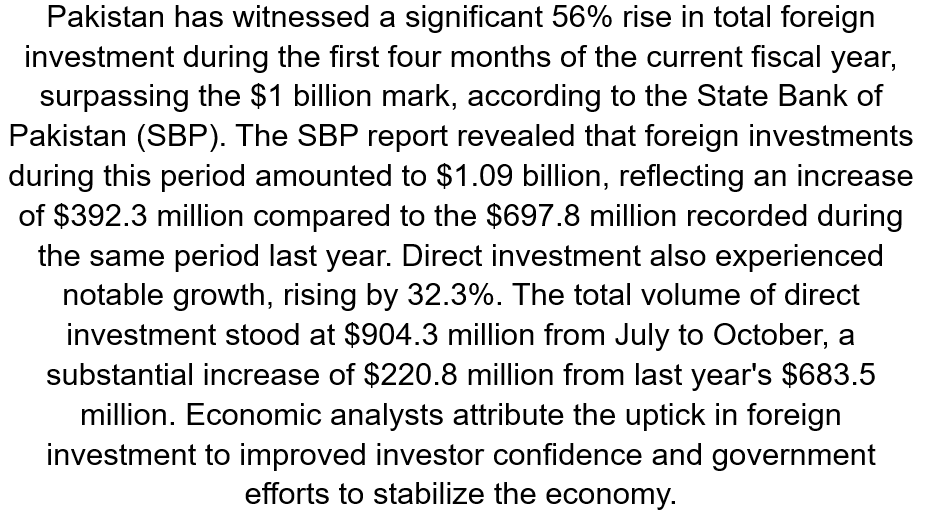 Pakistan has witnessed a significant 56% rise in total foreign
investment during the first four months of the current fiscal year,
surpassing the $1 billion mark, according to the State Bank of
Pakistan (SBP). The SBP report revealed that foreign investments
during this period amounted to $1.09 billion, reflecting an increase
of $392.3 million compared to the $697.8 million recorded during
the same period last year. Direct investment also experienced
notable growth, rising by 32.3%. The total volume of direct
investment stood at $904.3 million from July to October, a
substantial increase of $220.8 million from last year's $683.5
million. Economic analysts attribute the uptick in foreign
investment to improved investor confidence and government
efforts to stabilize the economy.